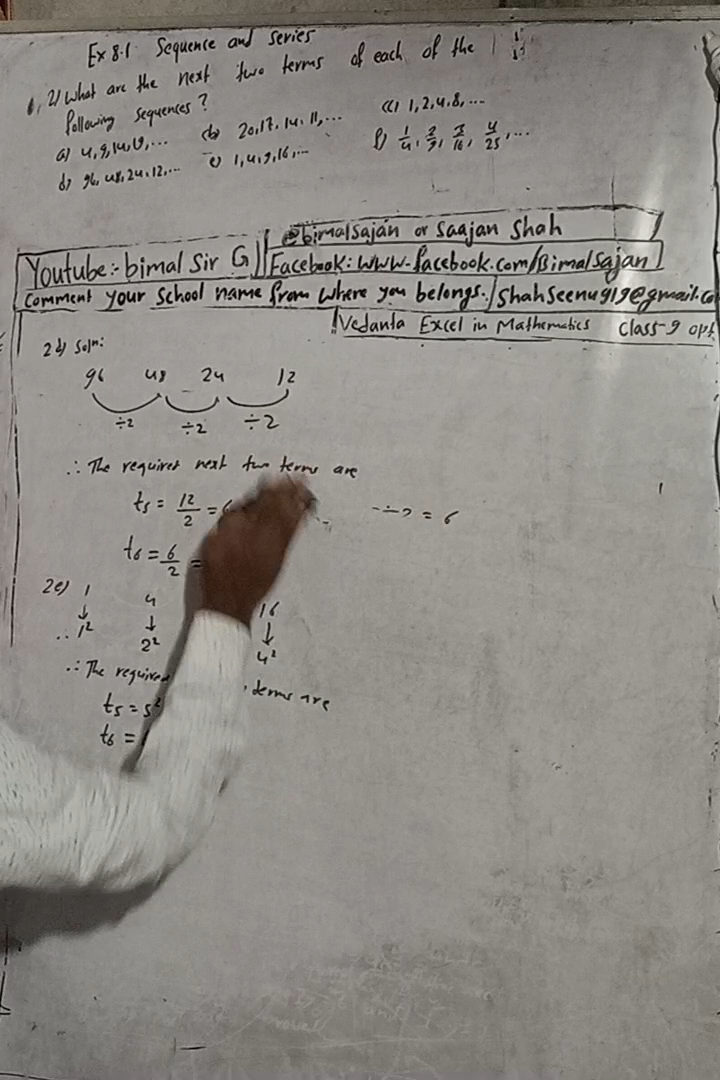 Ex 8.1 Sequence and series
2) What are the next two terms of each of the
following sequences?
a) 4, 9, 14, 19, ... (b) 20, 17, 14, 11, ... (c) 1, 2, 4, 8, ...
d) 96, 48, 24, 12, ... e) 1, 4, 9, 16, ... f) 1/4, 2/9, 3/16, 4/25, ...
@bimalsajan or Saajan Shah
Youtube:- bimal Sir G Facebook: www.facebook.com/Bimalsajan
Comment your School name from where you belongs. / Shahseenu919@gmail.co
Vedanta Excel in Mathematics Class-9 opt
2d) Soln:
96 48 24 12
÷2 ÷2 ÷2
∴ The required next two terms are
t5 = 12/2 = 6 ÷2 = 6
t6 = 6/2 =
2e) 1 4 16
↓ ↓ ↓
∴ 1² 2² 4²
∴ The required terms are
t5 = 5²
t6 =